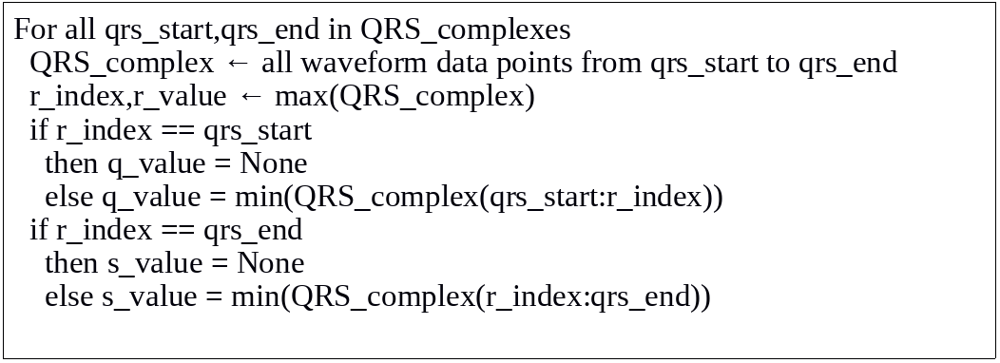 For all qrs_start,qrs_end in QRS_complexes
QRS_complex ← all waveform data points from qrs_start to qrs_end
r_index,r_value ← max(QRS_complex)
if r_index == qrs_start
then q_value = None
else q_value = min(QRS_complex(qrs_start:r_index))
if r_index == qrs_end
then s_value = None
else s_value = min(QRS_complex(r_index:qrs_end))